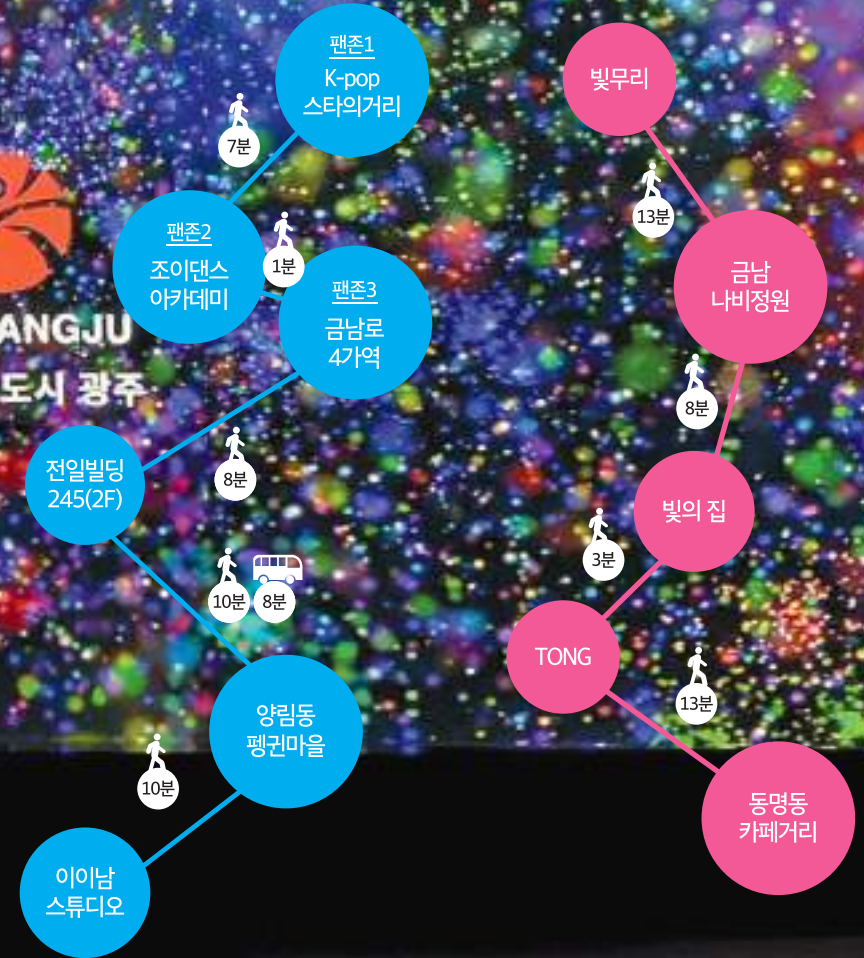 팬존1
K-pop
스타의거리
7분
팬존2
조이댄스
아카데미
1분
팬존3
금남로
4가역
8분
전일빌딩
245(2F)
10분
8분
양림동
펭귄마을
10분
이이남
스튜디오
빛무리
13분
금남
나비정원
8분
빛의 집
3분
TONG
13분
동명동
카페거리
ANGJU
도시 광주